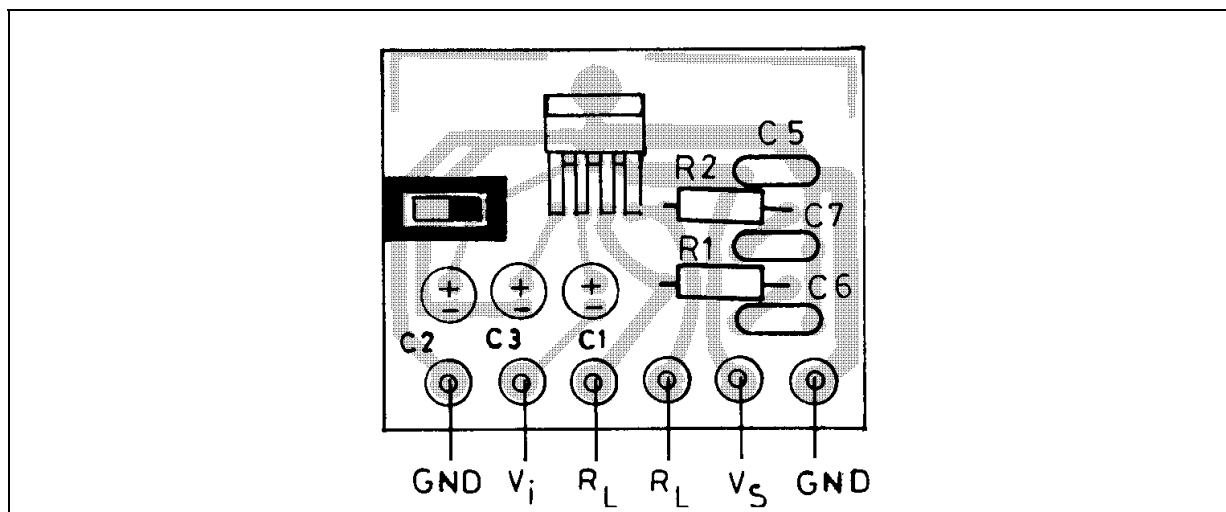 C5
R2
C7
R1
C6
+ + +
- - -
C2 C3 C1
GND Vi RL RL VS GND